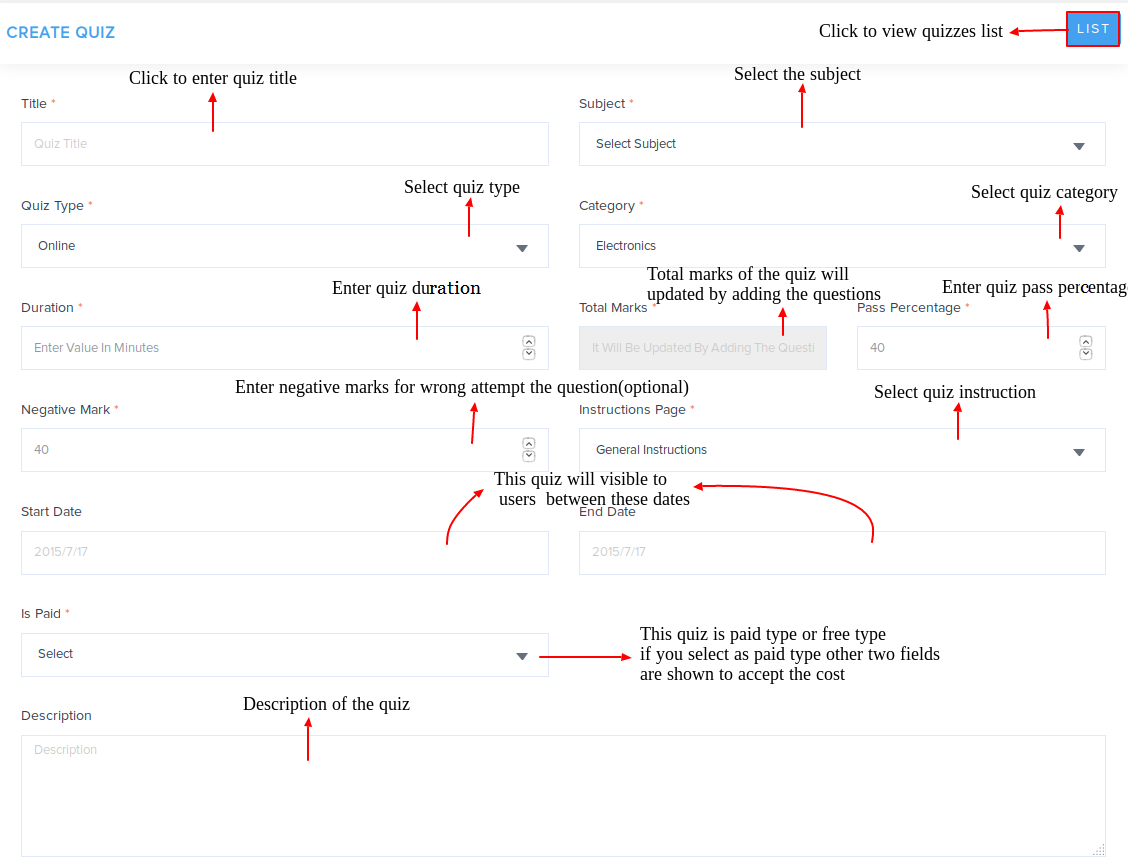 CREATE QUIZ
Click to view quizzes list
LIST
Click to enter quiz title
Select the subject
Title *
Subject *
Quiz Title
Select Subject
Select quiz type
Select quiz category
Quiz Type *
Category *
Online
Electronics
Enter quiz duration
Total marks of the quiz will
updated by adding the questions
Enter quiz pass percentage
Duration *
Total Marks *
Pass Percentage *
Enter Value In Minutes
It Will Be Updated By Adding The Questi
40
Enter negative marks for wrong attempt the question(optional)
Select quiz instruction
Negative Mark *
Instructions Page *
40
General Instructions
This quiz will visible to
users between these dates
Start Date
End Date
2015/7/17
2015/7/17
Is Paid *
Select
This quiz is paid type or free type
if you select as paid type other two fields
are shown to accept the cost
Description of the quiz
Description
Description